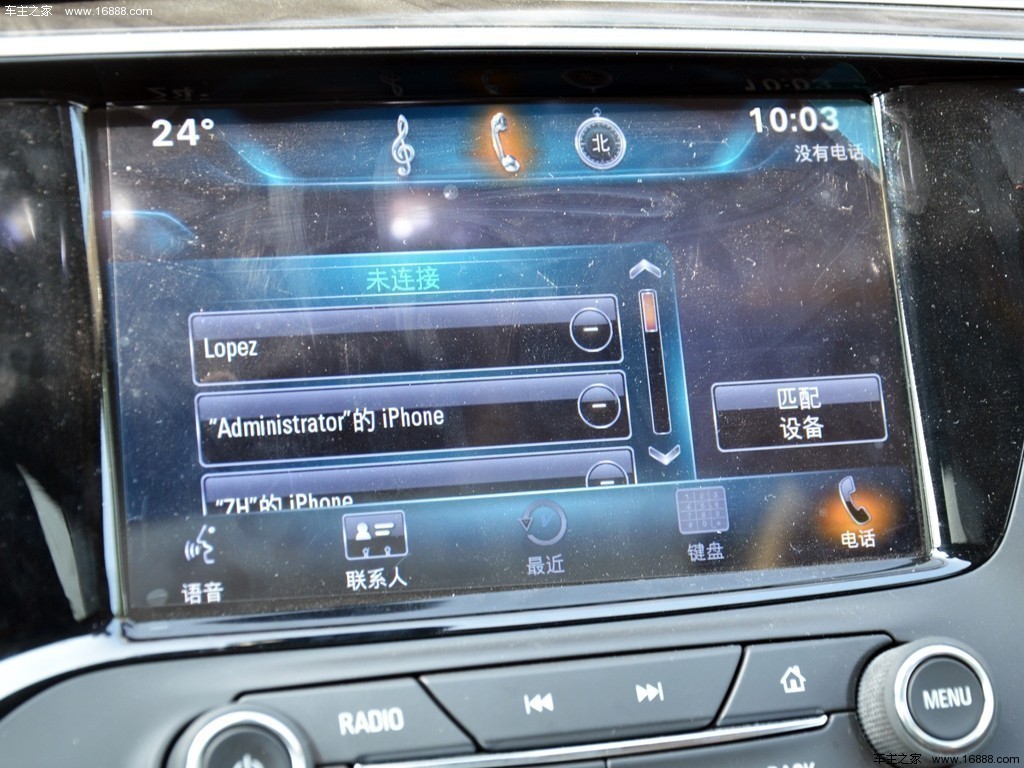 车主之家 www.16888.com
24°
北
10:03
没有电话
未连接
Lopez
"Administrator"的 iPhone
"ZH"的 iPhone
匹配
设备
语音
联系人
最近
键盘
电话
RADIO
MENU
车主之家 www.16888.com